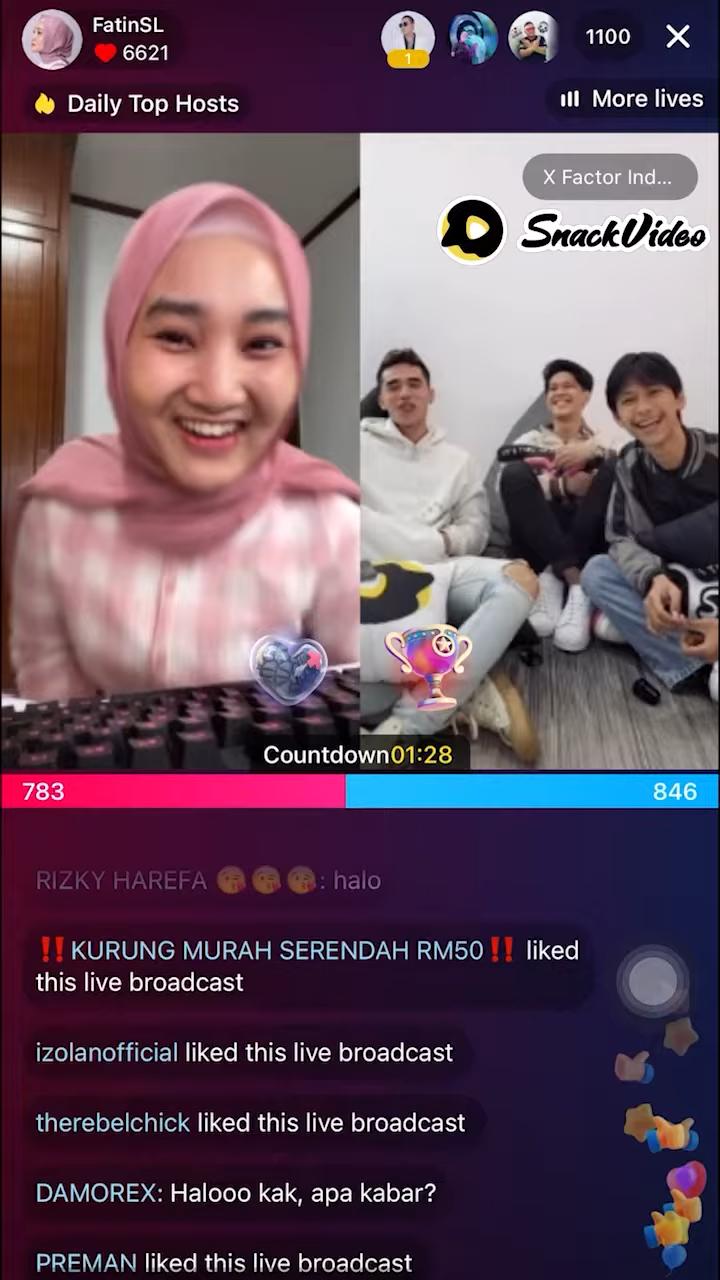 FatinSL
6621
1
1100
Daily Top Hosts
More lives
X Factor Ind...
SnackVideo
Countdown01:28
783
846
RIZKY HAREFA 😘😘😘: halo
‼️KURUNG MURAH SERENDAH RM50‼️ liked
this live broadcast
izolanofficial liked this live broadcast
therebelchick liked this live broadcast
DAMOREX: Halooo kak, apa kabar?
PREMAN liked this live broadcast